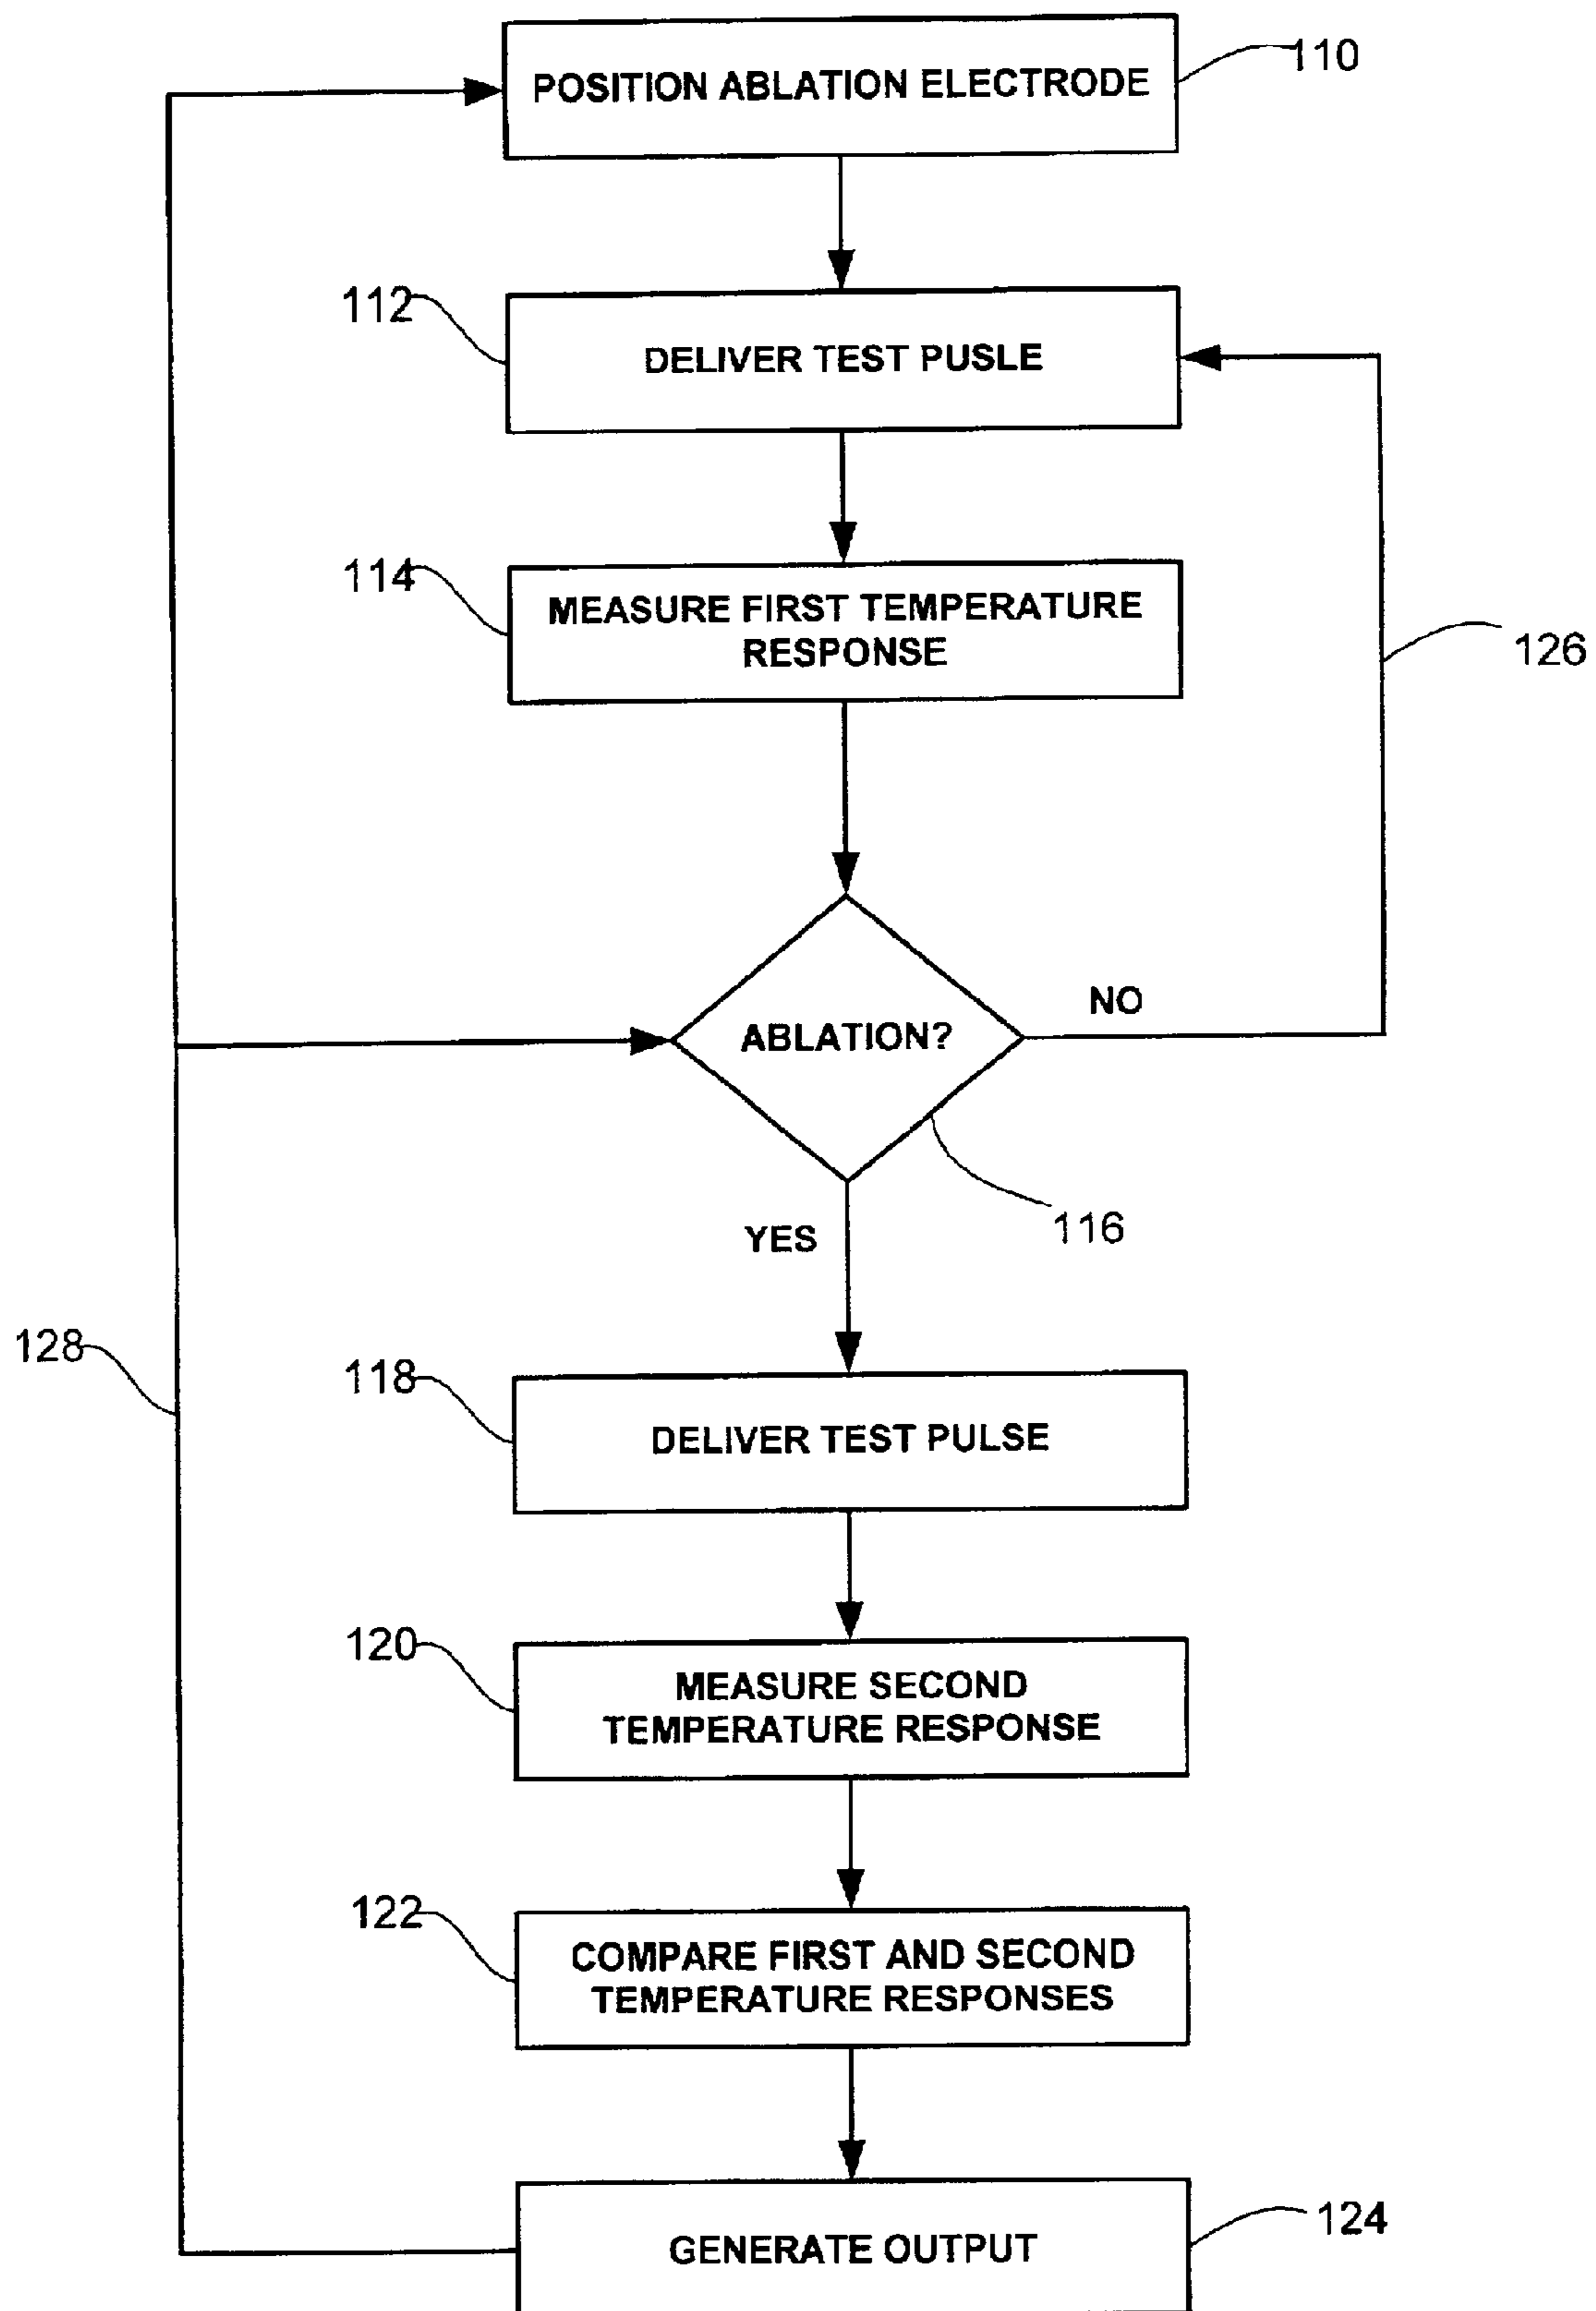 POSITION ABLATION ELECTRODE
110
112
DELIVER TEST PUSLE
114
MEASURE FIRST TEMPERATURE
RESPONSE
126
ABLATION?
NO
116
YES
128
118
DELIVER TEST PULSE
120
MEASURE SECOND
TEMPERATURE RESPONSE
122
COMPARE FIRST AND SECOND
TEMPERATURE RESPONSES
124
GENERATE OUTPUT